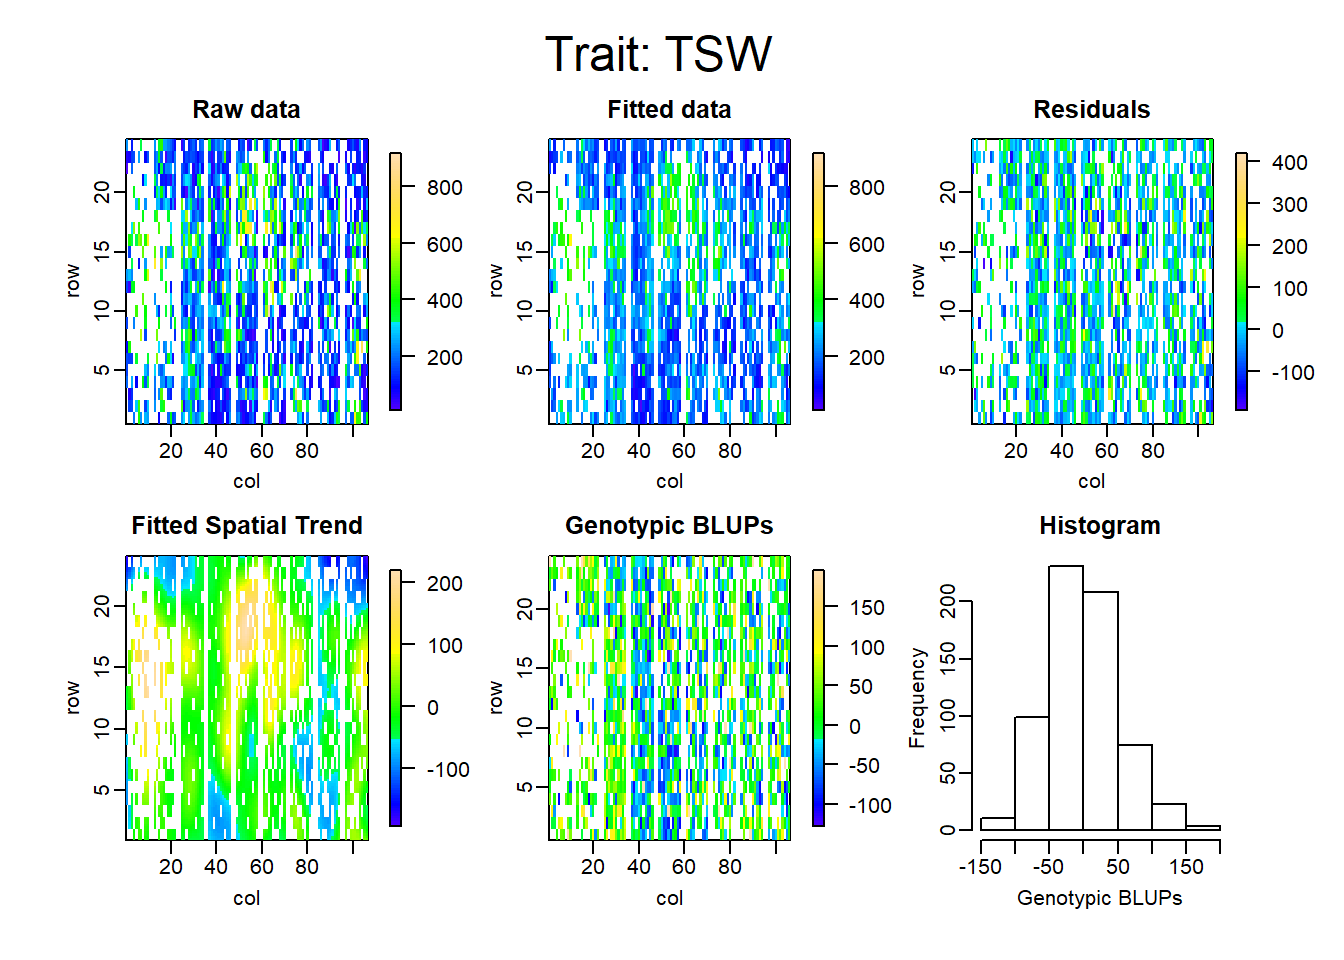 Trait: TSW
Raw data
Fitted data
Residuals
row
5 10 15 20
20 40 60 80
col
200 400 600 800
row
5 10 15 20
20 40 60 80
col
200 400 600 800
row
5 10 15 20
20 40 60 80
col
-100 0 100 200 300 400
Fitted Spatial Trend
Genotypic BLUPs
Histogram
row
5 10 15 20
20 40 60 80
col
-100 0 100 200
row
5 10 15 20
20 40 60 80
col
-100 -50 0 50 100 150
Frequency
0 50 100 150 200
-150 -50 50 150
Genotypic BLUPs